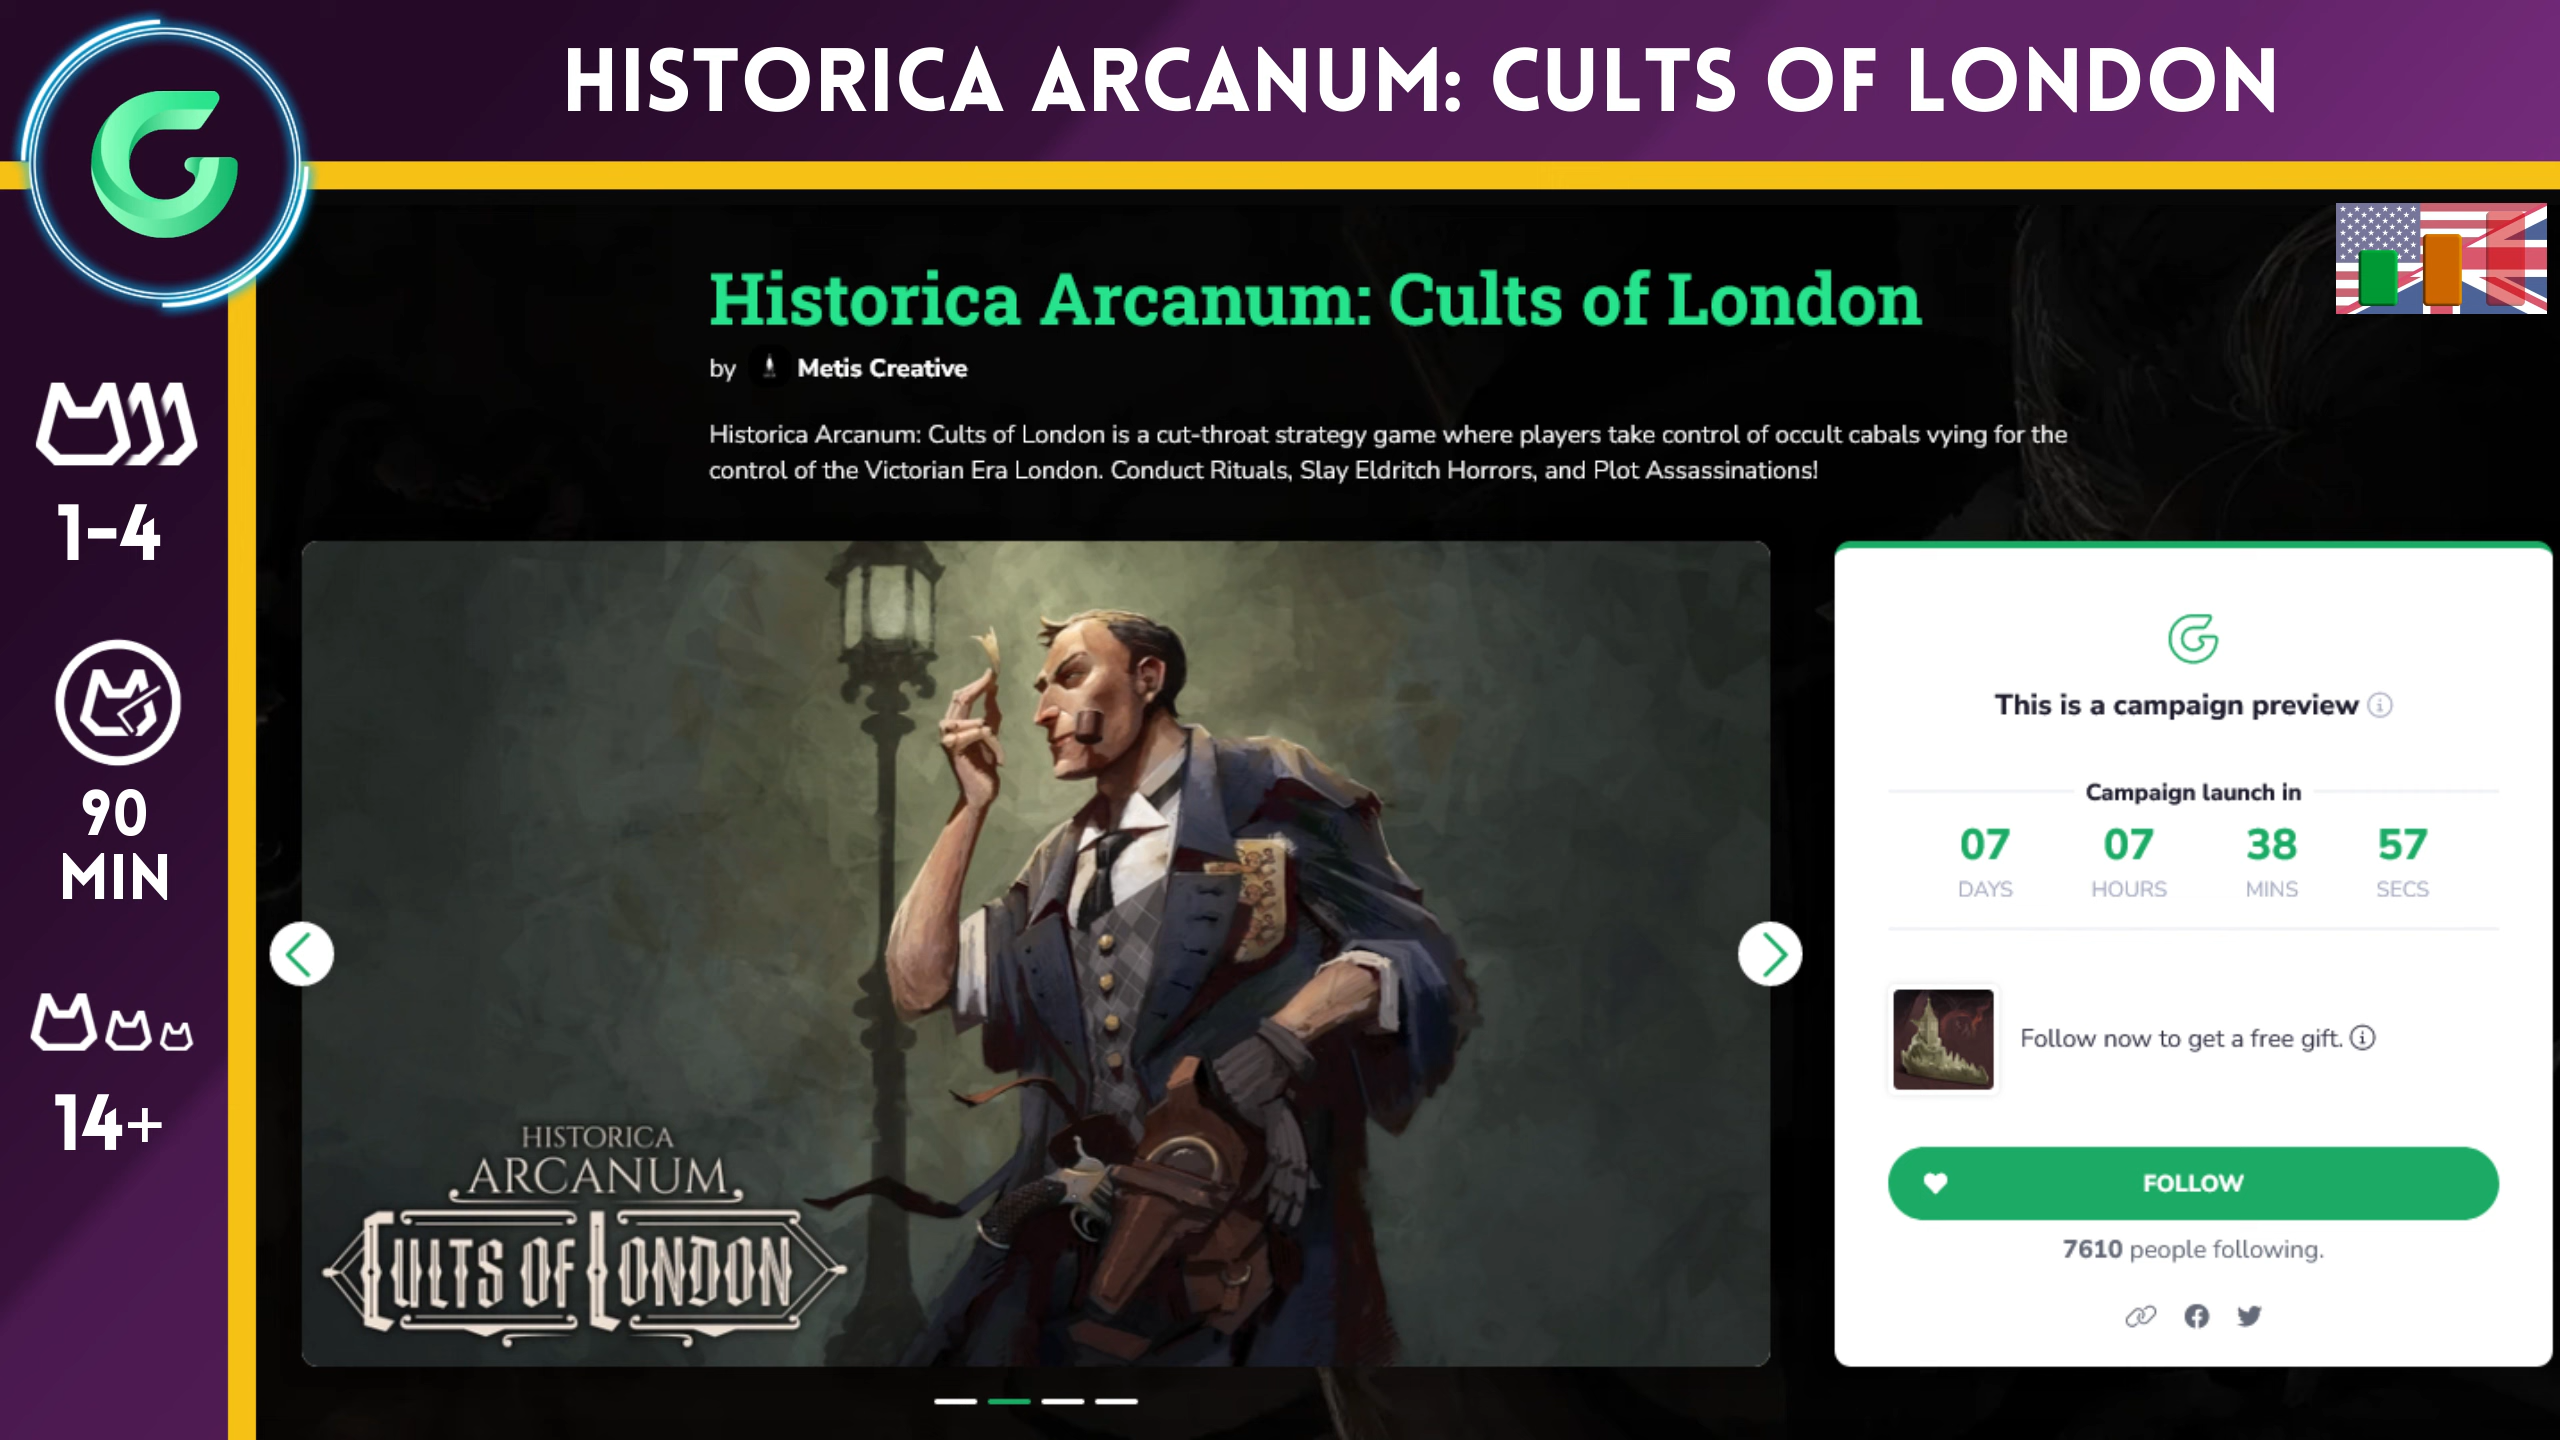 HISTORICA ARCANUM: CULTS OF LONDON
1-4
90
MIN
14+
Historica Arcanum: Cults of London
by Metis Creative
Historica Arcanum: Cults of London is a cut-throat strategy game where players take control of occult cabals vying for the
control of the Victorian Era London. Conduct Rituals, Slay Eldritch Horrors, and Plot Assassinations!
HISTORICA
ARCANUM
CULTS OF LONDON
This is a campaign preview
Campaign launch in
07 07 38 57
DAYS HOURS MINS SECS
Follow now to get a free gift.
FOLLOW
7610 people following.